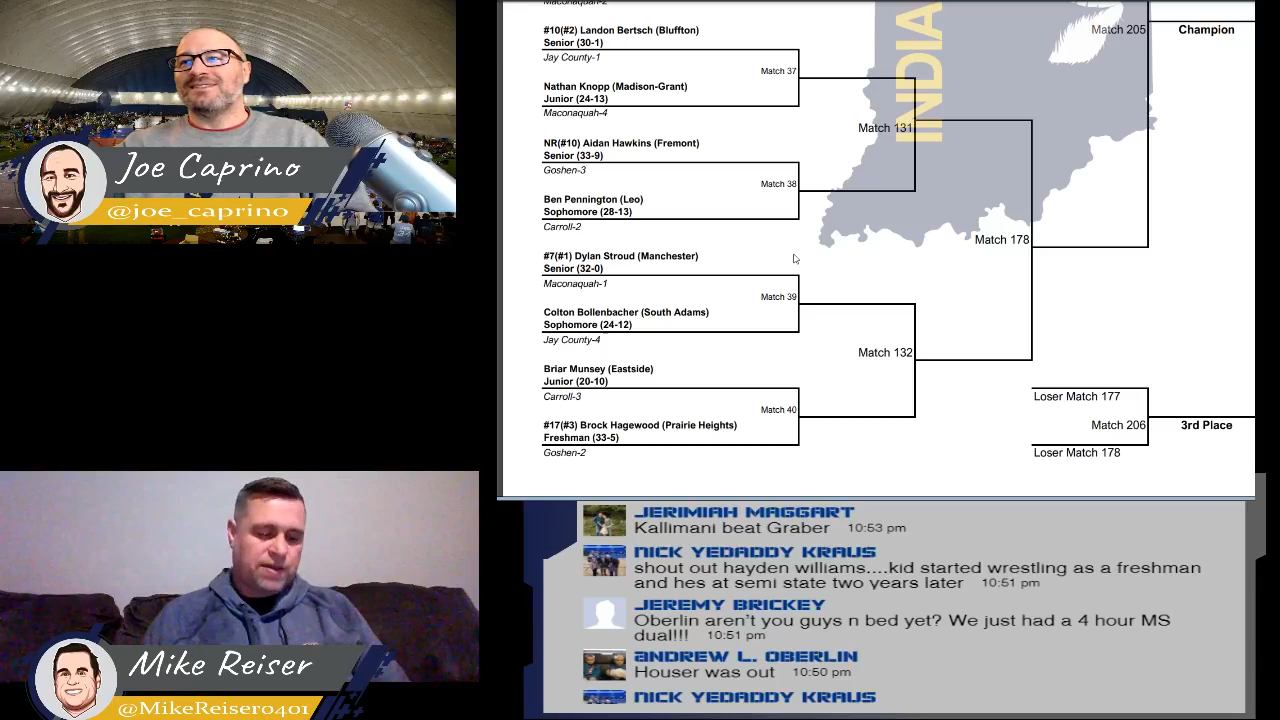 Maconaquah-2
#10(#2) Landon Bertsch (Bluffton)
Senior (30-1)
Jay County-1
Match 37
Nathan Knopp (Madison-Grant)
Junior (24-13)
Maconaquah-4
NR(#10) Aidan Hawkins (Fremont)
Senior (33-9)
Goshen-3
Match 38
Ben Pennington (Leo)
Sophomore (28-13)
Carroll-2
#7(#1) Dylan Stroud (Manchester)
Senior (32-0)
Maconaquah-1
Match 39
Colton Bollenbacher (South Adams)
Sophomore (24-12)
Jay County-4
Briar Munsey (Eastside)
Junior (20-10)
Carroll-3
Match 40
#17(#3) Brock Hagewood (Prairie Heights)
Freshman (33-5)
Goshen-2
Match 131
Match 132
Match 178
Match 205
Champion
INDIA
Loser Match 177
Match 206
3rd Place
Loser Match 178
Joe Caprino
@joe_caprino
Mike Reiser
@MikeReiser0401
JERIMIAH MAGGART
Kallimani beat Graber 10:53 pm
NICK YEDADDY KRAUS
shout out hayden williams....kid started wrestling as a freshman
and hes at semi state two years later 10:51 pm
JEREMY BRICKEY
Oberlin aren't you guys n bed yet? We just had a 4 hour MS
dual!!! 10:51 pm
ANDREW L. OBERLIN
Houser was out 10:50 pm
NICK YEDADDY KRAUS